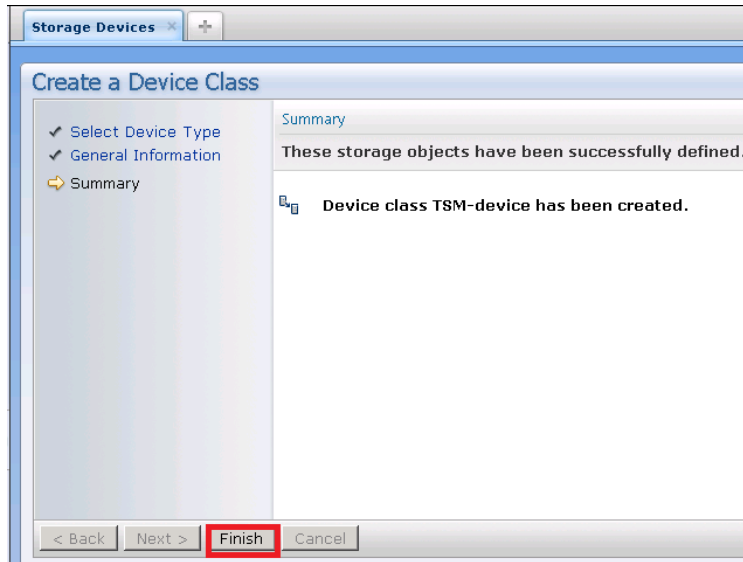 Storage Devices
Create a Device Class
Select Device Type
General Information
Summary
Summary
These storage objects have been successfully defined.
Device class TSM-device has been created.
< Back
Next >
Finish
Cancel